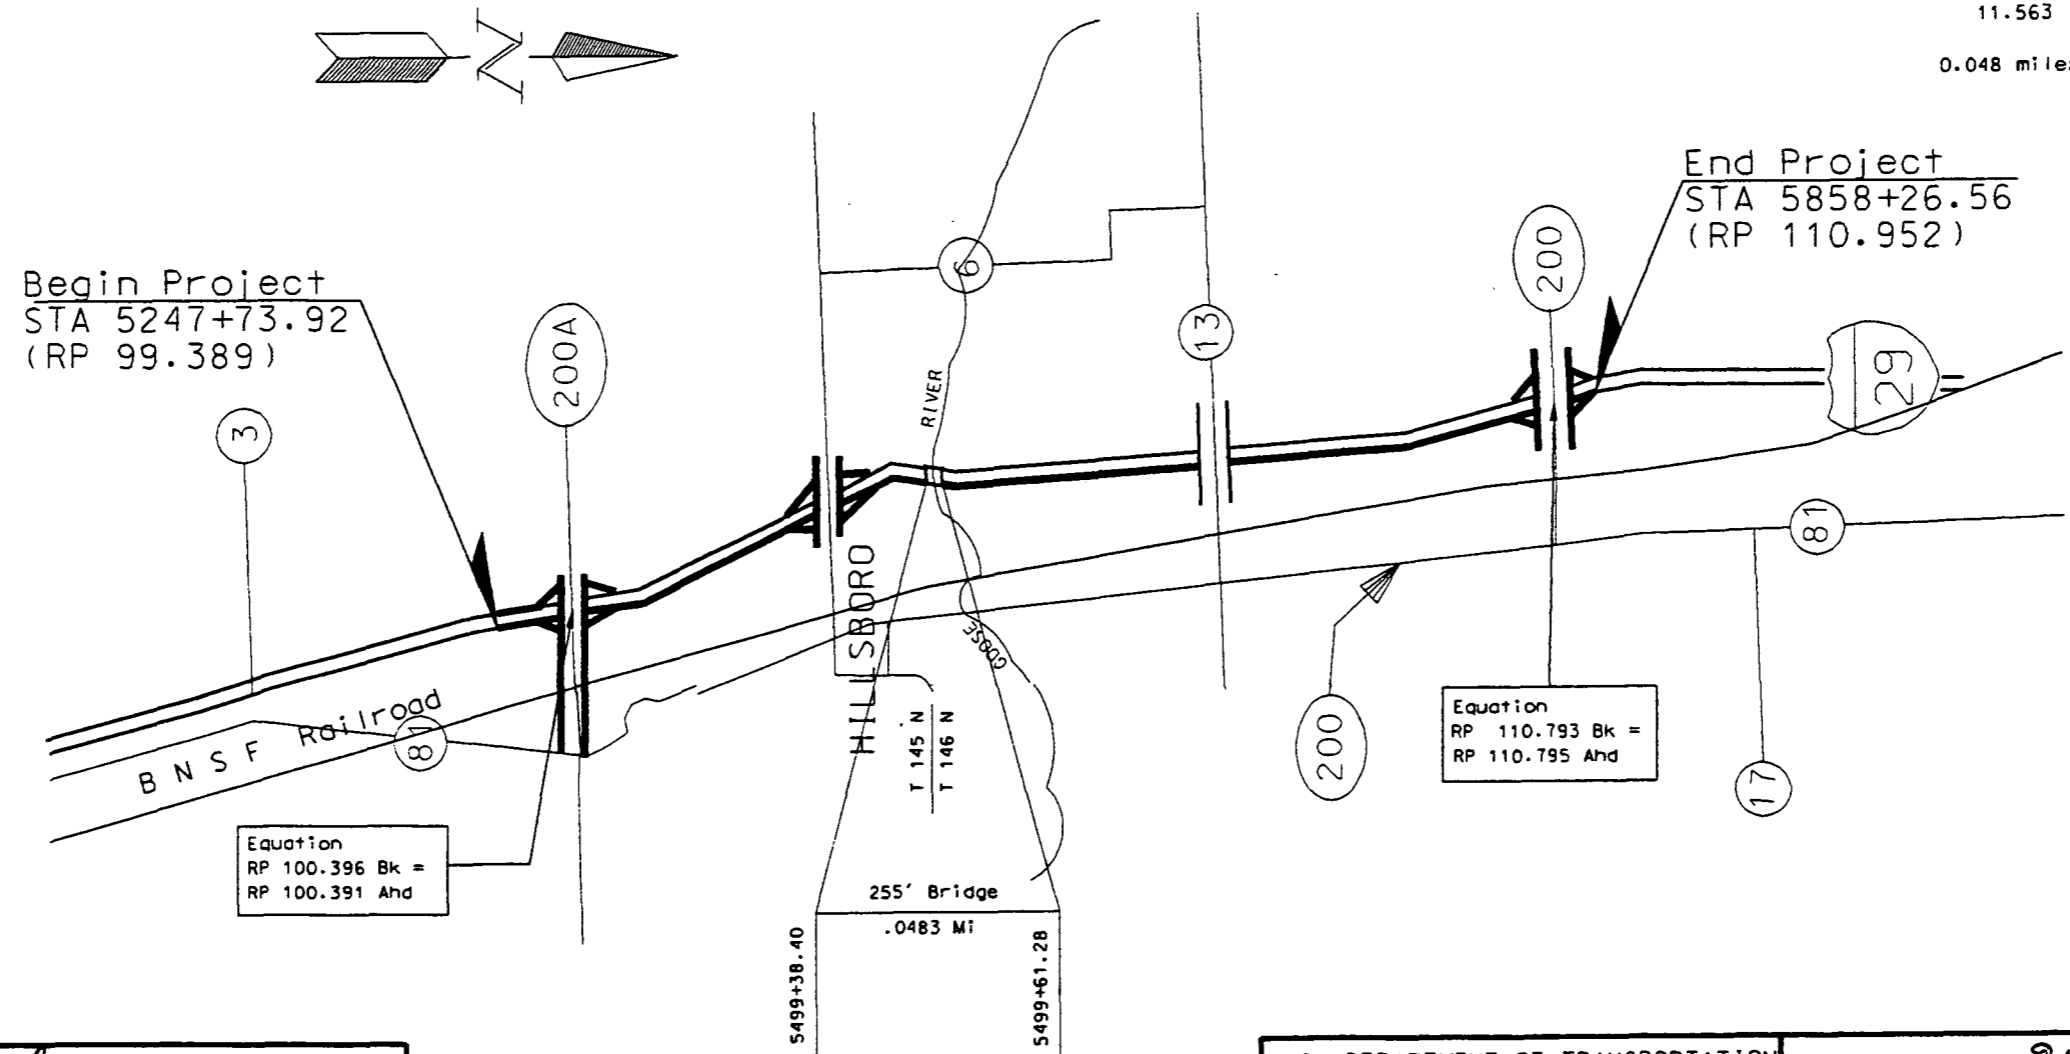 11.563
0.048 miles
N
End Project
STA 5858+26.56
(RP 110.952)
Begin Project
STA 5247+73.92
(RP 99.389)
200A
3
6
13
200
29
RIVER
HILLSBORO
GOOSE
81
BNSF Railroad
81
200
17
T 145 N
T 146 N
Equation
RP 110.793 Bk =
RP 110.795 Ahd
Equation
RP 100.396 Bk =
RP 100.391 Ahd
255' Bridge
.0483 Mi
5499+38.40
5499+61.28
DEPARTMENT OF TRANSPORTATION